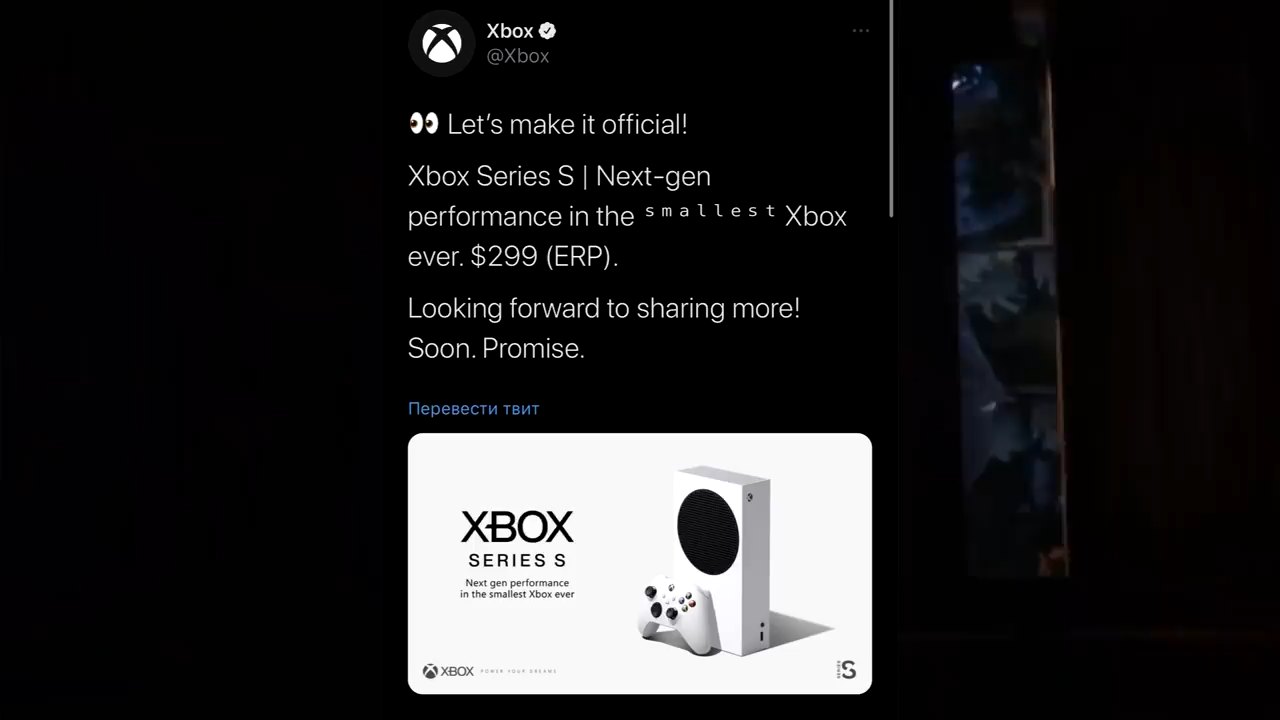 Xbox
@Xbox
👀 Let’s make it official!
Xbox Series S | Next-gen
performance in the ˢᵐᵃˡˡᵉˢᵗ Xbox
ever. $299 (ERP).
Looking forward to sharing more!
Soon. Promise.
Перевести твит
XBOX
SERIES S
Next gen performance
in the smallest Xbox ever
XBOX POWER YOUR DREAMS
SERIES S